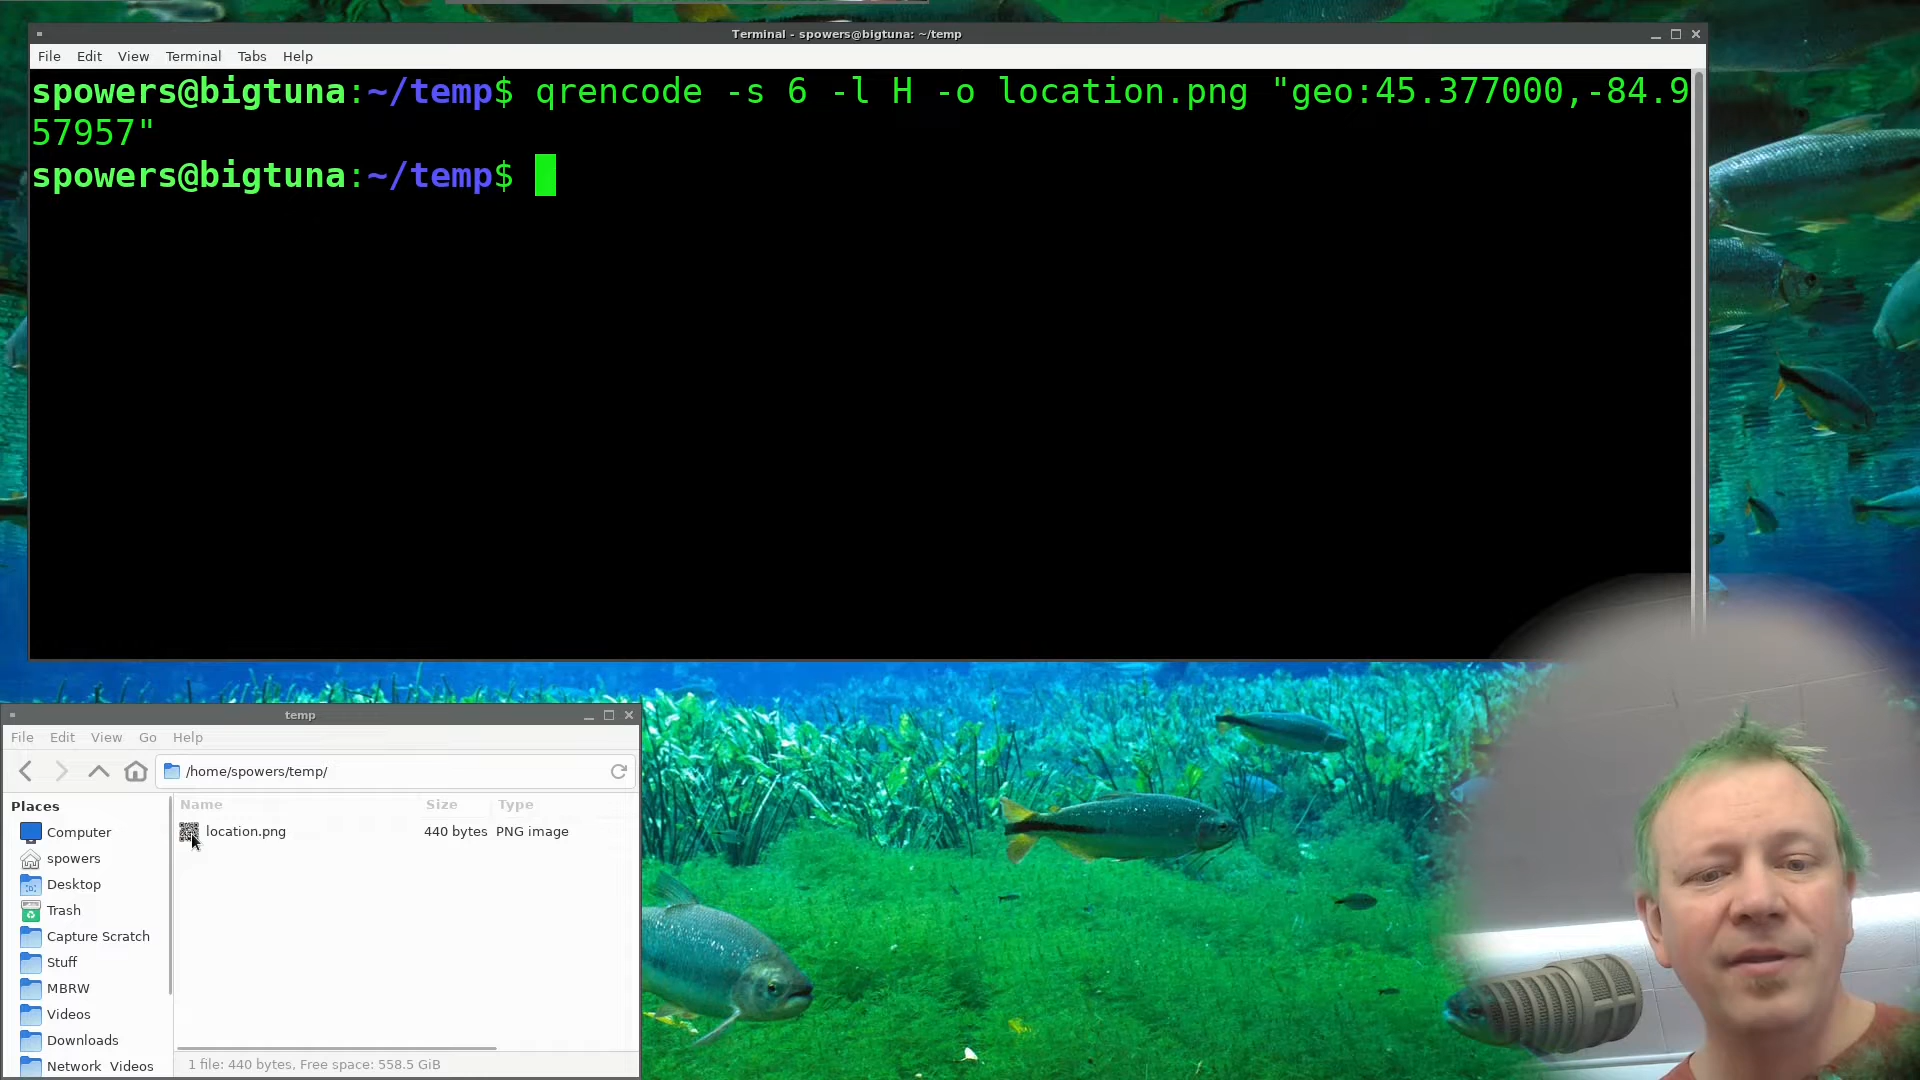 Terminal - spowers@bigtuna: ~/temp
File Edit View Terminal Tabs Help
spowers@bigtuna:~/temp$ qrencode -s 6 -l H -o location.png "geo:45.377000,-84.9
57957"
spowers@bigtuna:~/temp$
temp
File Edit View Go Help
/home/spowers/temp/
Places
Computer
spowers
Desktop
Trash
Capture Scratch
Stuff
MBRW
Videos
Downloads
Network Videos
Name Size Type
location.png 440 bytes PNG image
1 file: 440 bytes, Free space: 558.5 GiB